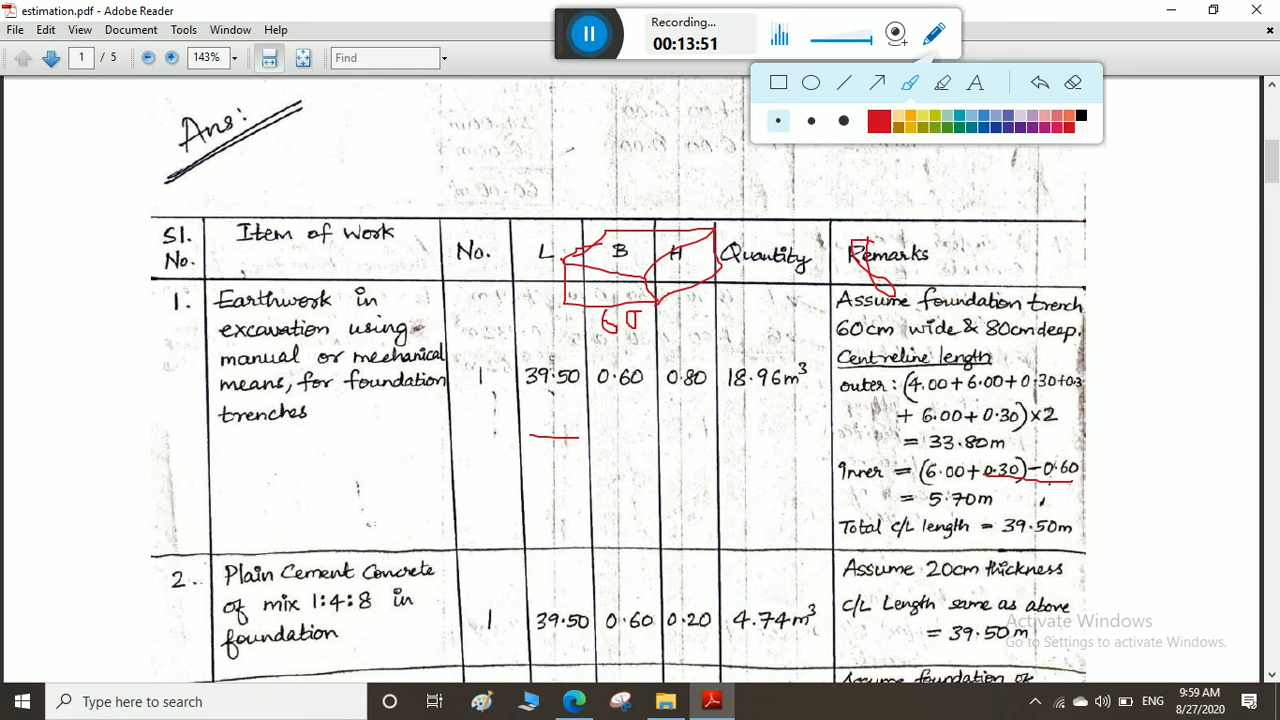 estimation.pdf - Adobe Reader
File Edit View Document Tools Window Help
1 / 5 143% Find
Recording...
00:13:51
A
Ans:
Sl. No. Item of Work No. L B H Quantity Remarks
60
1. Earthwork in
excavation using
manual or mechanical
means, for foundation
trenches
1 39.50 0.60 0.80 18.96m³
Assume foundation trench
60cm wide & 80cm deep.
Centreline length
outer : (4.00+6.00+0.30+0.3
+ 6.00+0.30)×2
= 33.80m
inner = (6.00+0.30)-0.60
= 5.70m
Total c/L length = 39.50m
2. Plain Cement Concrete
of mix 1:4:8 in
foundation
1 39.50 0.60 0.20 4.74m³
Assume 20cm thickness
C/L Length same as above
= 39.50m
Assume foundation of
Activate Windows
Go to Settings to activate Windows.
Type here to search
ENG
9:59 AM
8/27/2020